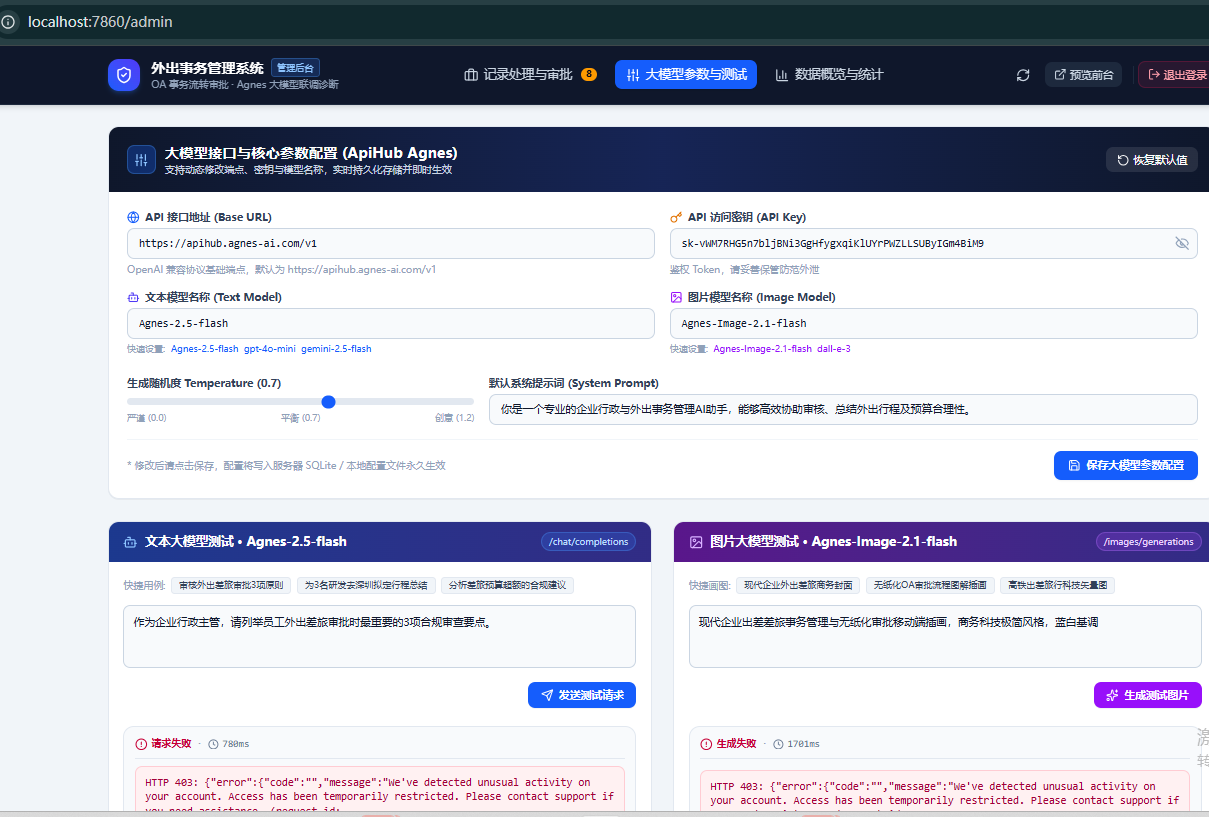 localhost:7860/admin
外出事务管理系统 管理后台
OA 事务流转审批 · Agnes 大模型联调诊断
记录处理与审批 8
大模型参数与测试
数据概览与统计
预览前台
退出登录
大模型接口与核心参数配置 (ApiHub Agnes)
支持动态修改端点、密钥与模型名称，实时持久化存储并即时生效
恢复默认值
API 接口地址 (Base URL)
https://apihub.agnes-ai.com/v1
OpenAI 兼容协议基础端点，默认为 https://apihub.agnes-ai.com/v1
API 访问密钥 (API Key)
sk-vWM7RHG5n7bljBNi3GgHfygxqiKlUYrPWZLLSUByIGm4BiM9
鉴权 Token，请妥善保管防范外泄
文本模型名称 (Text Model)
Agnes-2.5-flash
快速设置: Agnes-2.5-flash gpt-4o-mini gemini-2.5-flash
图片模型名称 (Image Model)
Agnes-Image-2.1-flash
快速设置: Agnes-Image-2.1-flash dall-e-3
生成随机度 Temperature (0.7)
严谨 (0.0) 平衡 (0.7) 创意 (1.2)
默认系统提示词 (System Prompt)
你是一个专业的企业行政与外出事务管理AI助手，能够高效协助审核、总结外出行程及预算合理性。
* 修改后请点击保存，配置将写入服务器 SQLite / 本地配置文件永久生效
保存大模型参数配置
文本大模型测试 • Agnes-2.5-flash
/chat/completions
快捷用例: 审核外出差旅审批3项原则 为3名研发去深圳拟定行程总结 分析差旅预算超额的合规建议
作为企业行政主管，请列举员工外出差旅审批时最重要的3项合规审查要点。
发送测试请求
请求失败 · 780ms
HTTP 403: {"error":{"code":"","message":"We've detected unusual activity on
your account. Access has been temporarily restricted. Please contact support if
you need assistance. (request id:
图片大模型测试 • Agnes-Image-2.1-flash
/images/generations
快捷画图: 现代企业外出差旅商务封面 无纸化OA审批流程图解插画 高铁出差旅行科技矢量图
现代企业出差差旅事务管理与无纸化审批移动端插画，商务科技极简风格，蓝白基调
生成测试图片
生成失败 · 1701ms
HTTP 403: {"error":{"code":"","message":"We've detected unusual activity on
your account. Access has been temporarily restricted. Please contact support if